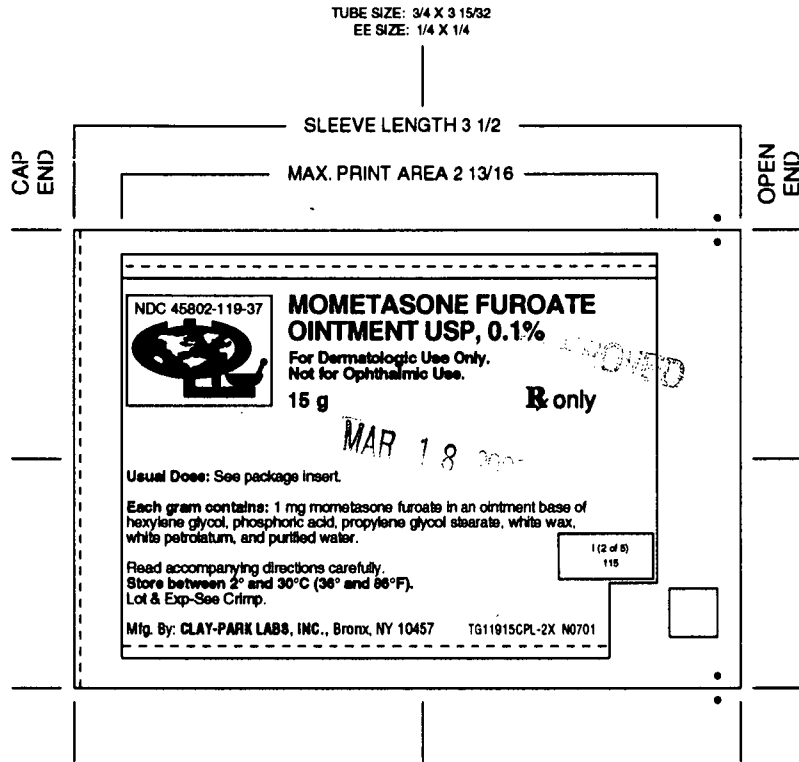 TUBE SIZE: 3/4 X 3 15/32
EE SIZE: 1/4 X 1/4
SLEEVE LENGTH 3 1/2
CAP
END
OPEN
END
MAX. PRINT AREA 2 13/16
NDC 45802-119-37
MOMETASONE FUROATE
OINTMENT USP, 0.1%
For Dermatologic Use Only.
Not for Ophthalmic Use.
15 g
Rx only
MAR 18
Usual Dose: See package insert.
Each gram contains: 1 mg mometasone furoate in an ointment base of
hexylene glycol, phosphoric acid, propylene glycol stearate, white wax,
white petrolatum, and purified water.
I (2 of 5)
115
Read accompanying directions carefully.
Store between 2° and 30°C (36° and 86°F).
Lot & Exp-See Crimp.
Mfg. By: CLAY-PARK LABS, INC., Bronx, NY 10457 TG11915CPL-2X N0701